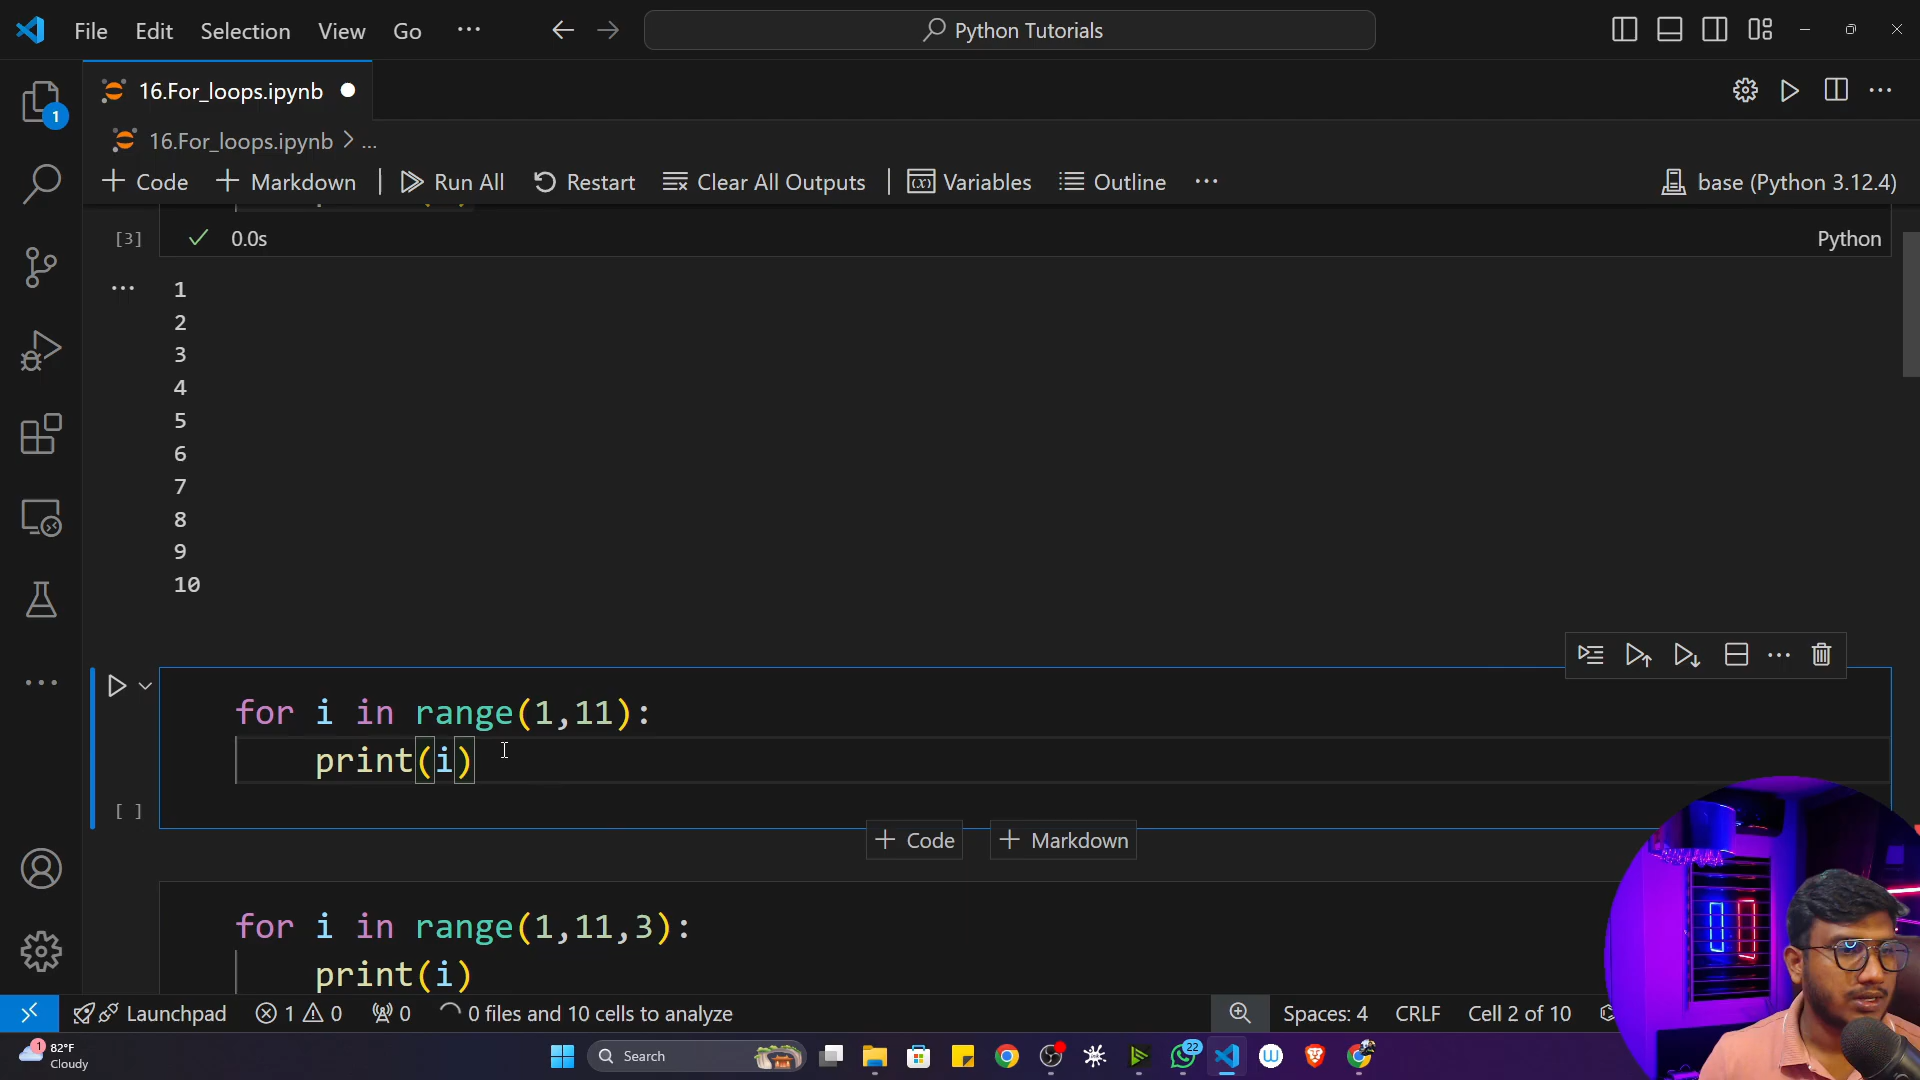 File Edit Selection View Go ...
Python Tutorials
16.For_loops.ipynb
16.For_loops.ipynb > ...
+ Code + Markdown | Run All Restart Clear All Outputs | Variables Outline ... base (Python 3.12.4)
[3] 0.0s Python
... 1
2
3
4
5
6
7
8
9
10
for i in range(1,11):
print(i)
[ ]
+ Code + Markdown
for i in range(1,11,3):
print(i)
Launchpad 1 0 0 0 files and 10 cells to analyze Spaces: 4 CRLF Cell 2 of 10
1 82°F
Cloudy
Search
22
1